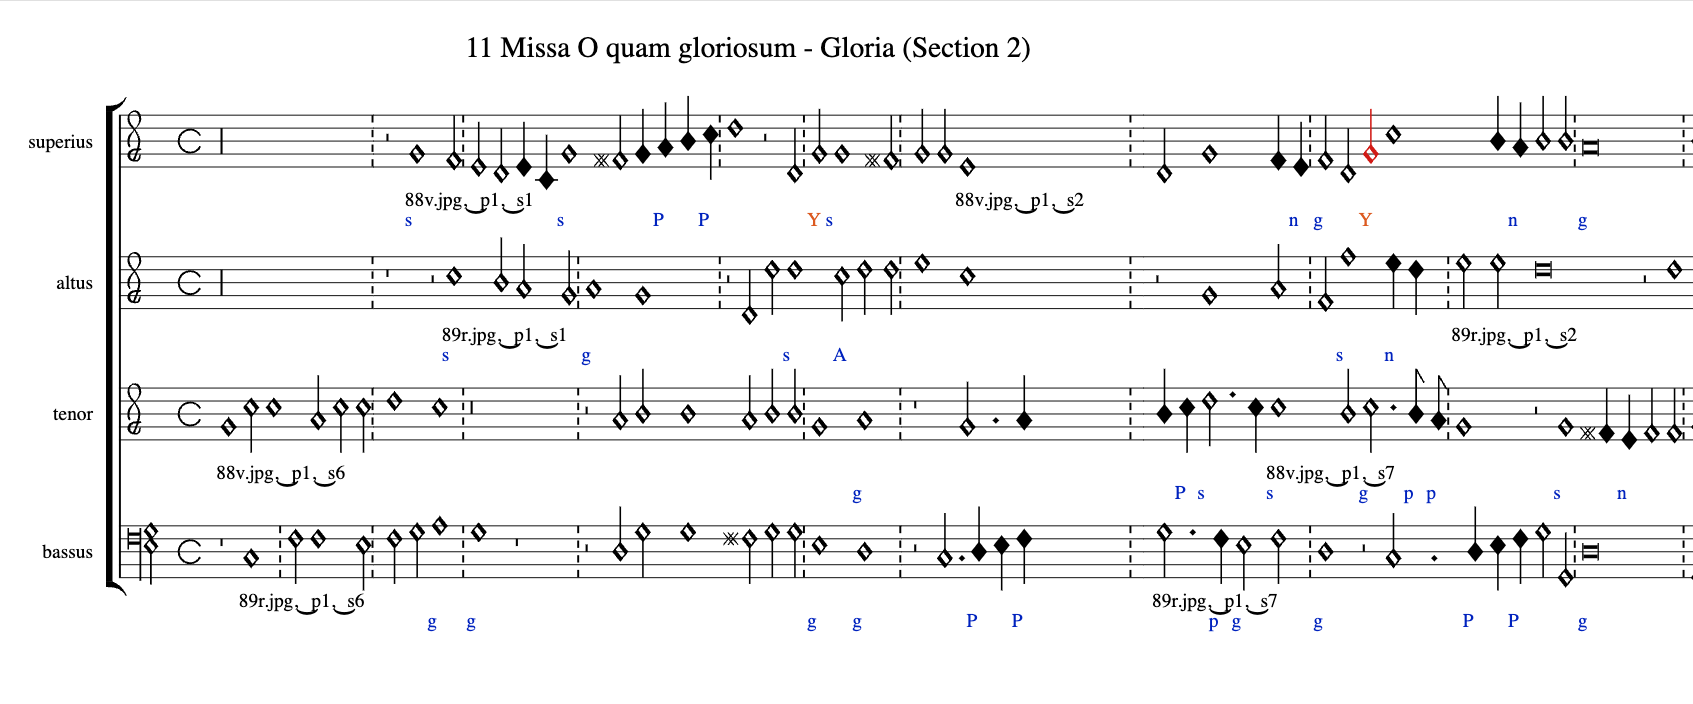 11 Missa O quam gloriosum - Gloria (Section 2)
superius
88v.jpg, p1, s1 88v.jpg, p1, s2
s s P P Y s n g Y n g
altus
89r.jpg, p1, s1 89r.jpg, p1, s2
s g s A s n
tenor
88v.jpg, p1, s6 88v.jpg, p1, s7
g P s s g p p s n
bassus
89r.jpg, p1, s6 89r.jpg, p1, s7
g g g g P P p g g P P g